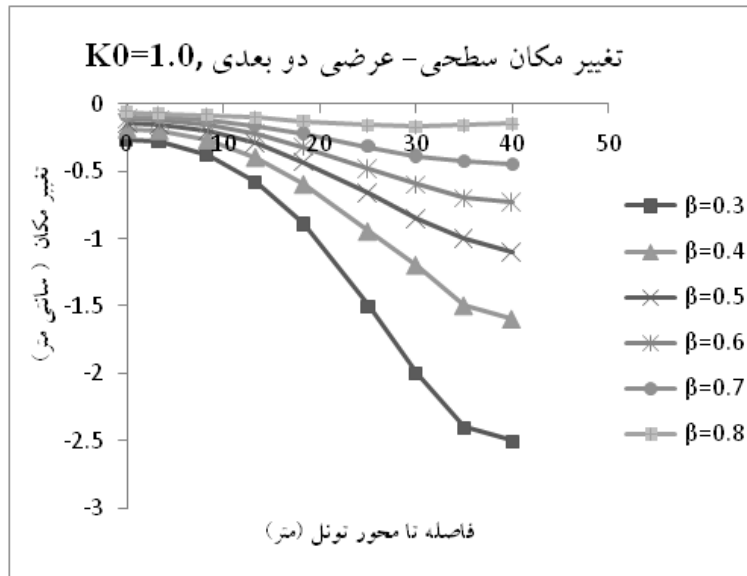 تغییر مکان سطحی- عرضی دو بعدی ,K0=1.0
0
-0.5
-1
-1.5
-2
-2.5
-3
0
10
20
30
40
50
تغییر مکان ( سانتی متر)
فاصله تا محور تونل (متر)
β=0.3
β=0.4
β=0.5
β=0.6
β=0.7
β=0.8